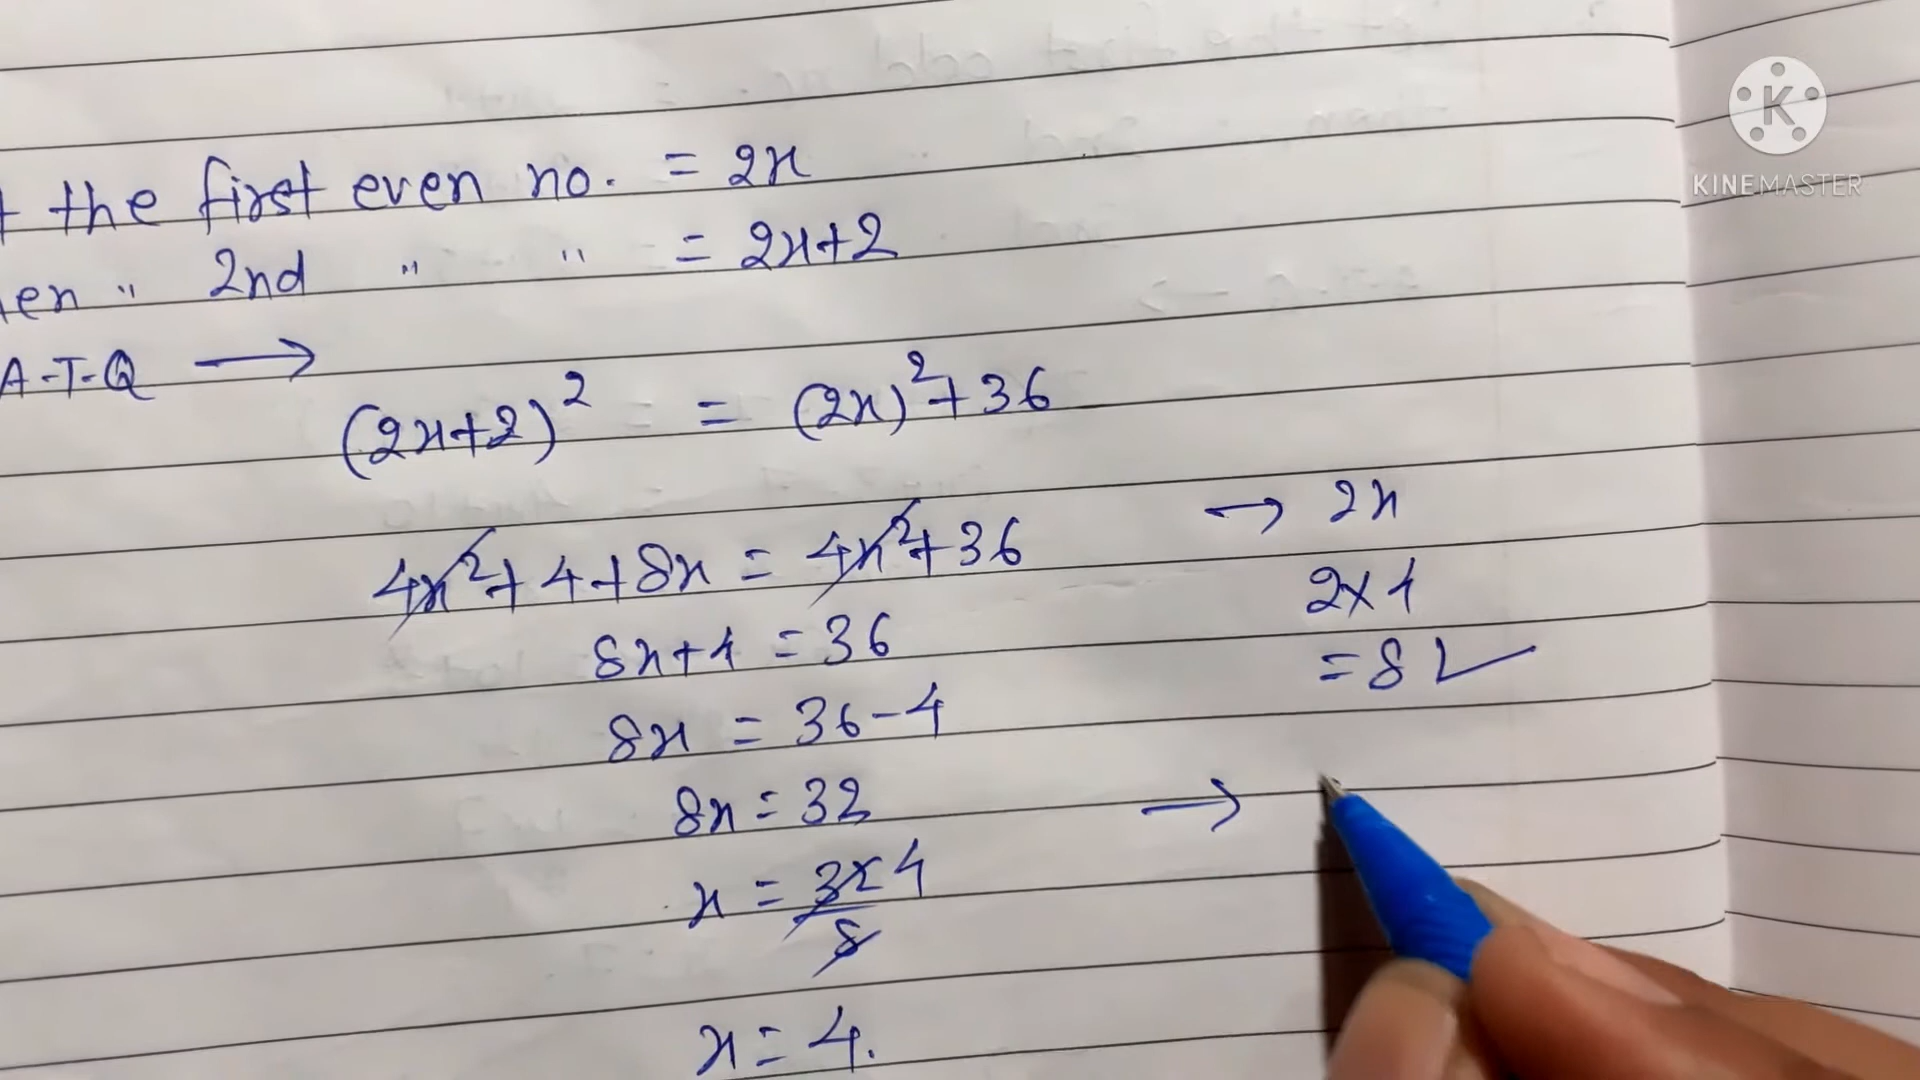 the first even no. = 2x
" 2nd " " = 2x+2
A-T-Q →
(2x+2)² = (2x)²+36
4x²+4+8x = 4x²+36
8x+4 = 36
8x = 36-4
8x = 32
x = 32 4
8
x = 4.
→ 2x
2×4
= 8 ✓
→
KINEMASTER